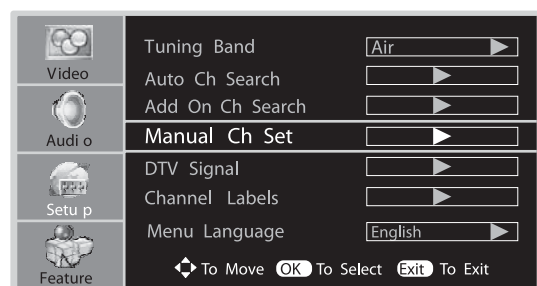 Video
Audi o
Setu p
Feature
Tuning Band Air
Auto Ch Search
Add On Ch Search
Manual Ch Set
DTV Signal
Channel Labels
Menu Language English
To Move OK To Select Exit To Exit